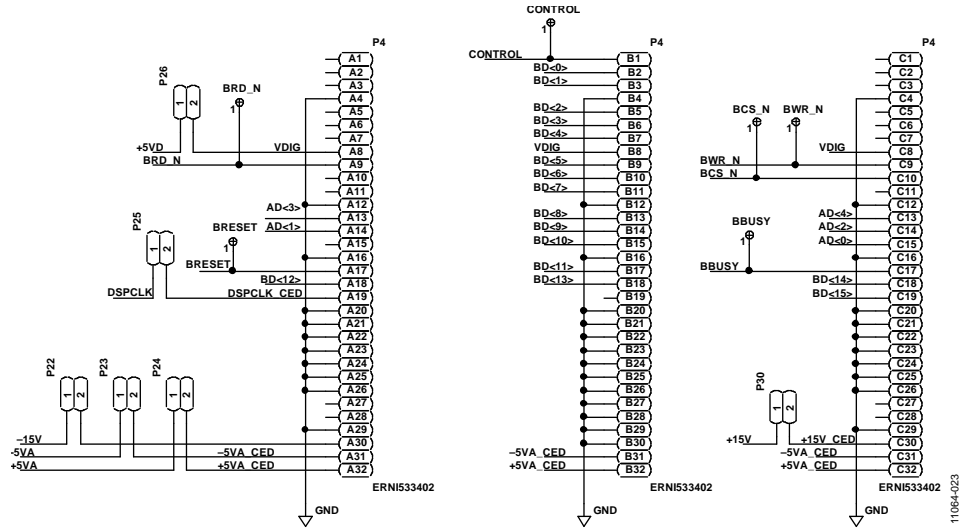 CONTROL
1
P4
A1
A2
A3
A4
A5
A6
A7
A8
A9
A10
A11
A12
A13
A14
A15
A16
A17
A18
A19
A20
A21
A22
A23
A24
A25
A26
A27
A28
A29
A30
A31
A32
ERNI533402
P26
1 2
BRD_N
1
+5VD
VDIG
BRD_N
AD<3>
AD<1>
P25
1 2
BRESET
1
BRESET
BD<12>
DSPCLK
DSPCLK_CED
P22
1 2
P23
1 2
P24
1 2
–15V
-5VA
–5VA_CED
+5VA
+5VA_CED
GND
P4
CONTROL
B1
BD<0>
B2
BD<1>
B3
B4
BD<2>
B5
BD<3>
B6
BD<4>
B7
VDIG
B8
BD<5>
B9
BD<6>
B10
BD<7>
B11
B12
BD<8>
B13
BD<9>
B14
BD<10>
B15
B16
BD<11>
B17
BD<13>
B18
B19
B20
B21
B22
B23
B24
B25
B26
B27
B28
B29
B30
–5VA_CED
B31
+5VA_CED
B32
ERNI533402
GND
P4
C1
C2
C3
C4
C5
C6
C7
BCS_N
1
BWR_N
1
VDIG
C8
BWR_N
C9
BCS_N
C10
C11
C12
AD<4>
C13
AD<2>
C14
AD<0>
C15
C16
BBUSY
1
BBUSY
C17
BD<14>
C18
BD<15>
C19
C20
C21
C22
C23
C24
C25
C26
C27
C28
C29
P30
1 2
+15V
+15V_CED
C30
–5VA_CED
C31
+5VA_CED
C32
ERNI533402
GND
11064-023